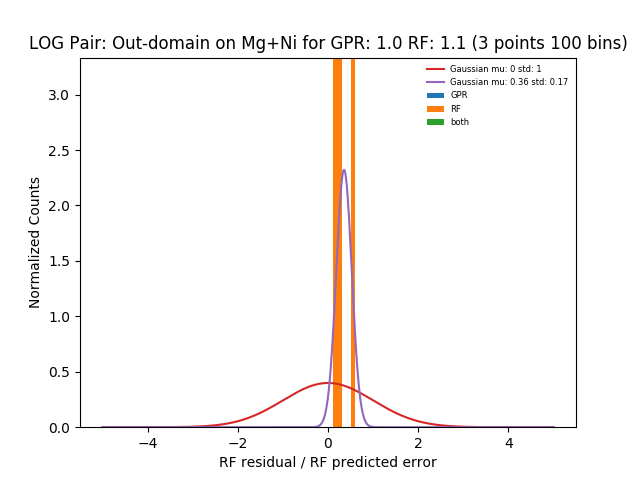 LOG Pair: Out-domain on Mg+Ni for GPR: 1.0 RF: 1.1 (3 points 100 bins)
Gaussian mu: 0 std: 1
Gaussian mu: 0.36 std: 0.17
GPR
RF
both
Normalized Counts
3.0
2.5
2.0
1.5
1.0
0.5
0.0
−4 −2 0 2 4
RF residual / RF predicted error